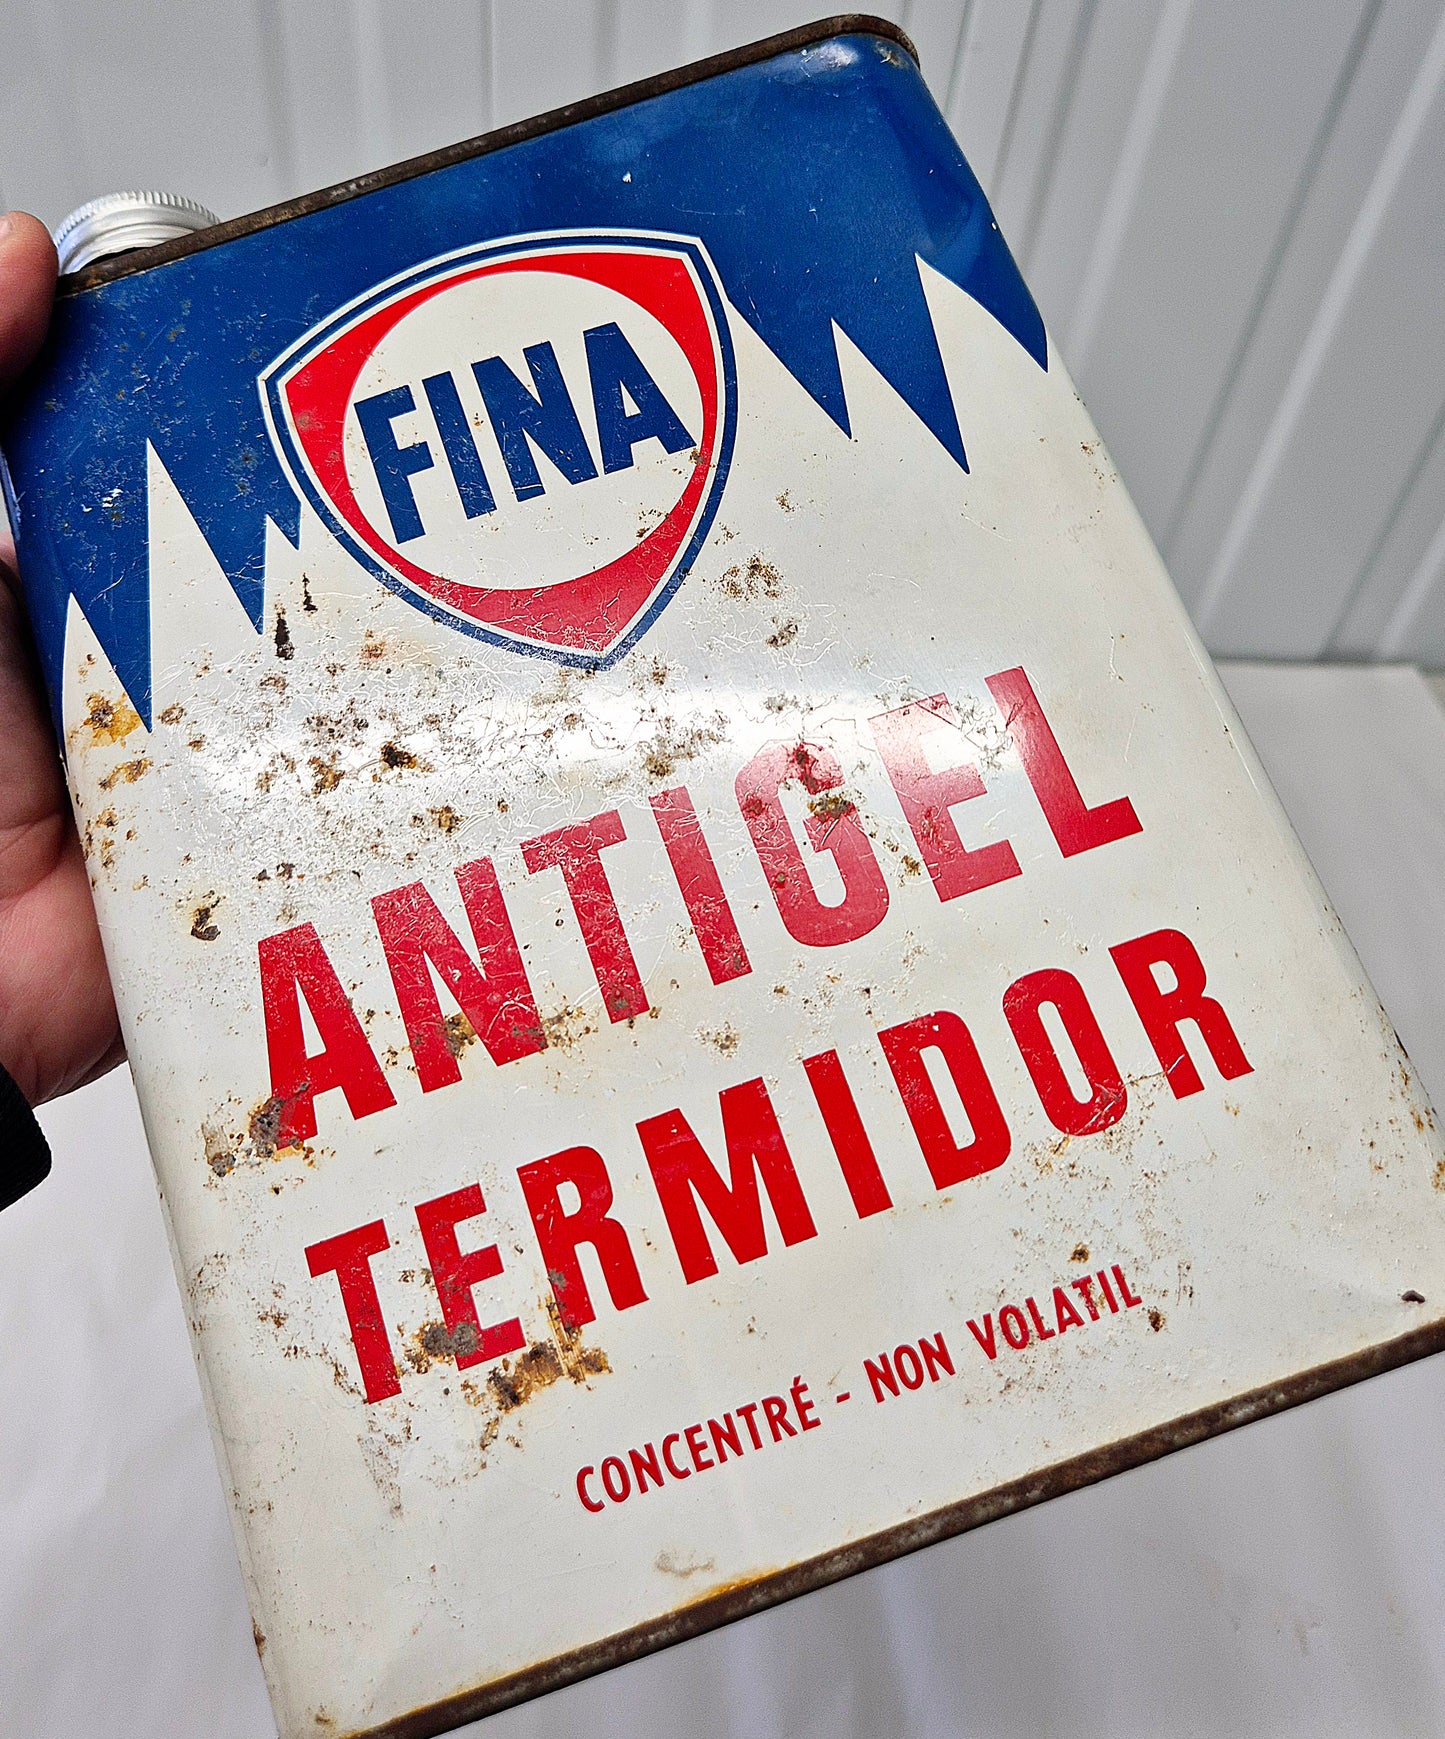 FINA
ANTIGEL
TERMIDOR
CONCENTRÉ - NON VOLATIL